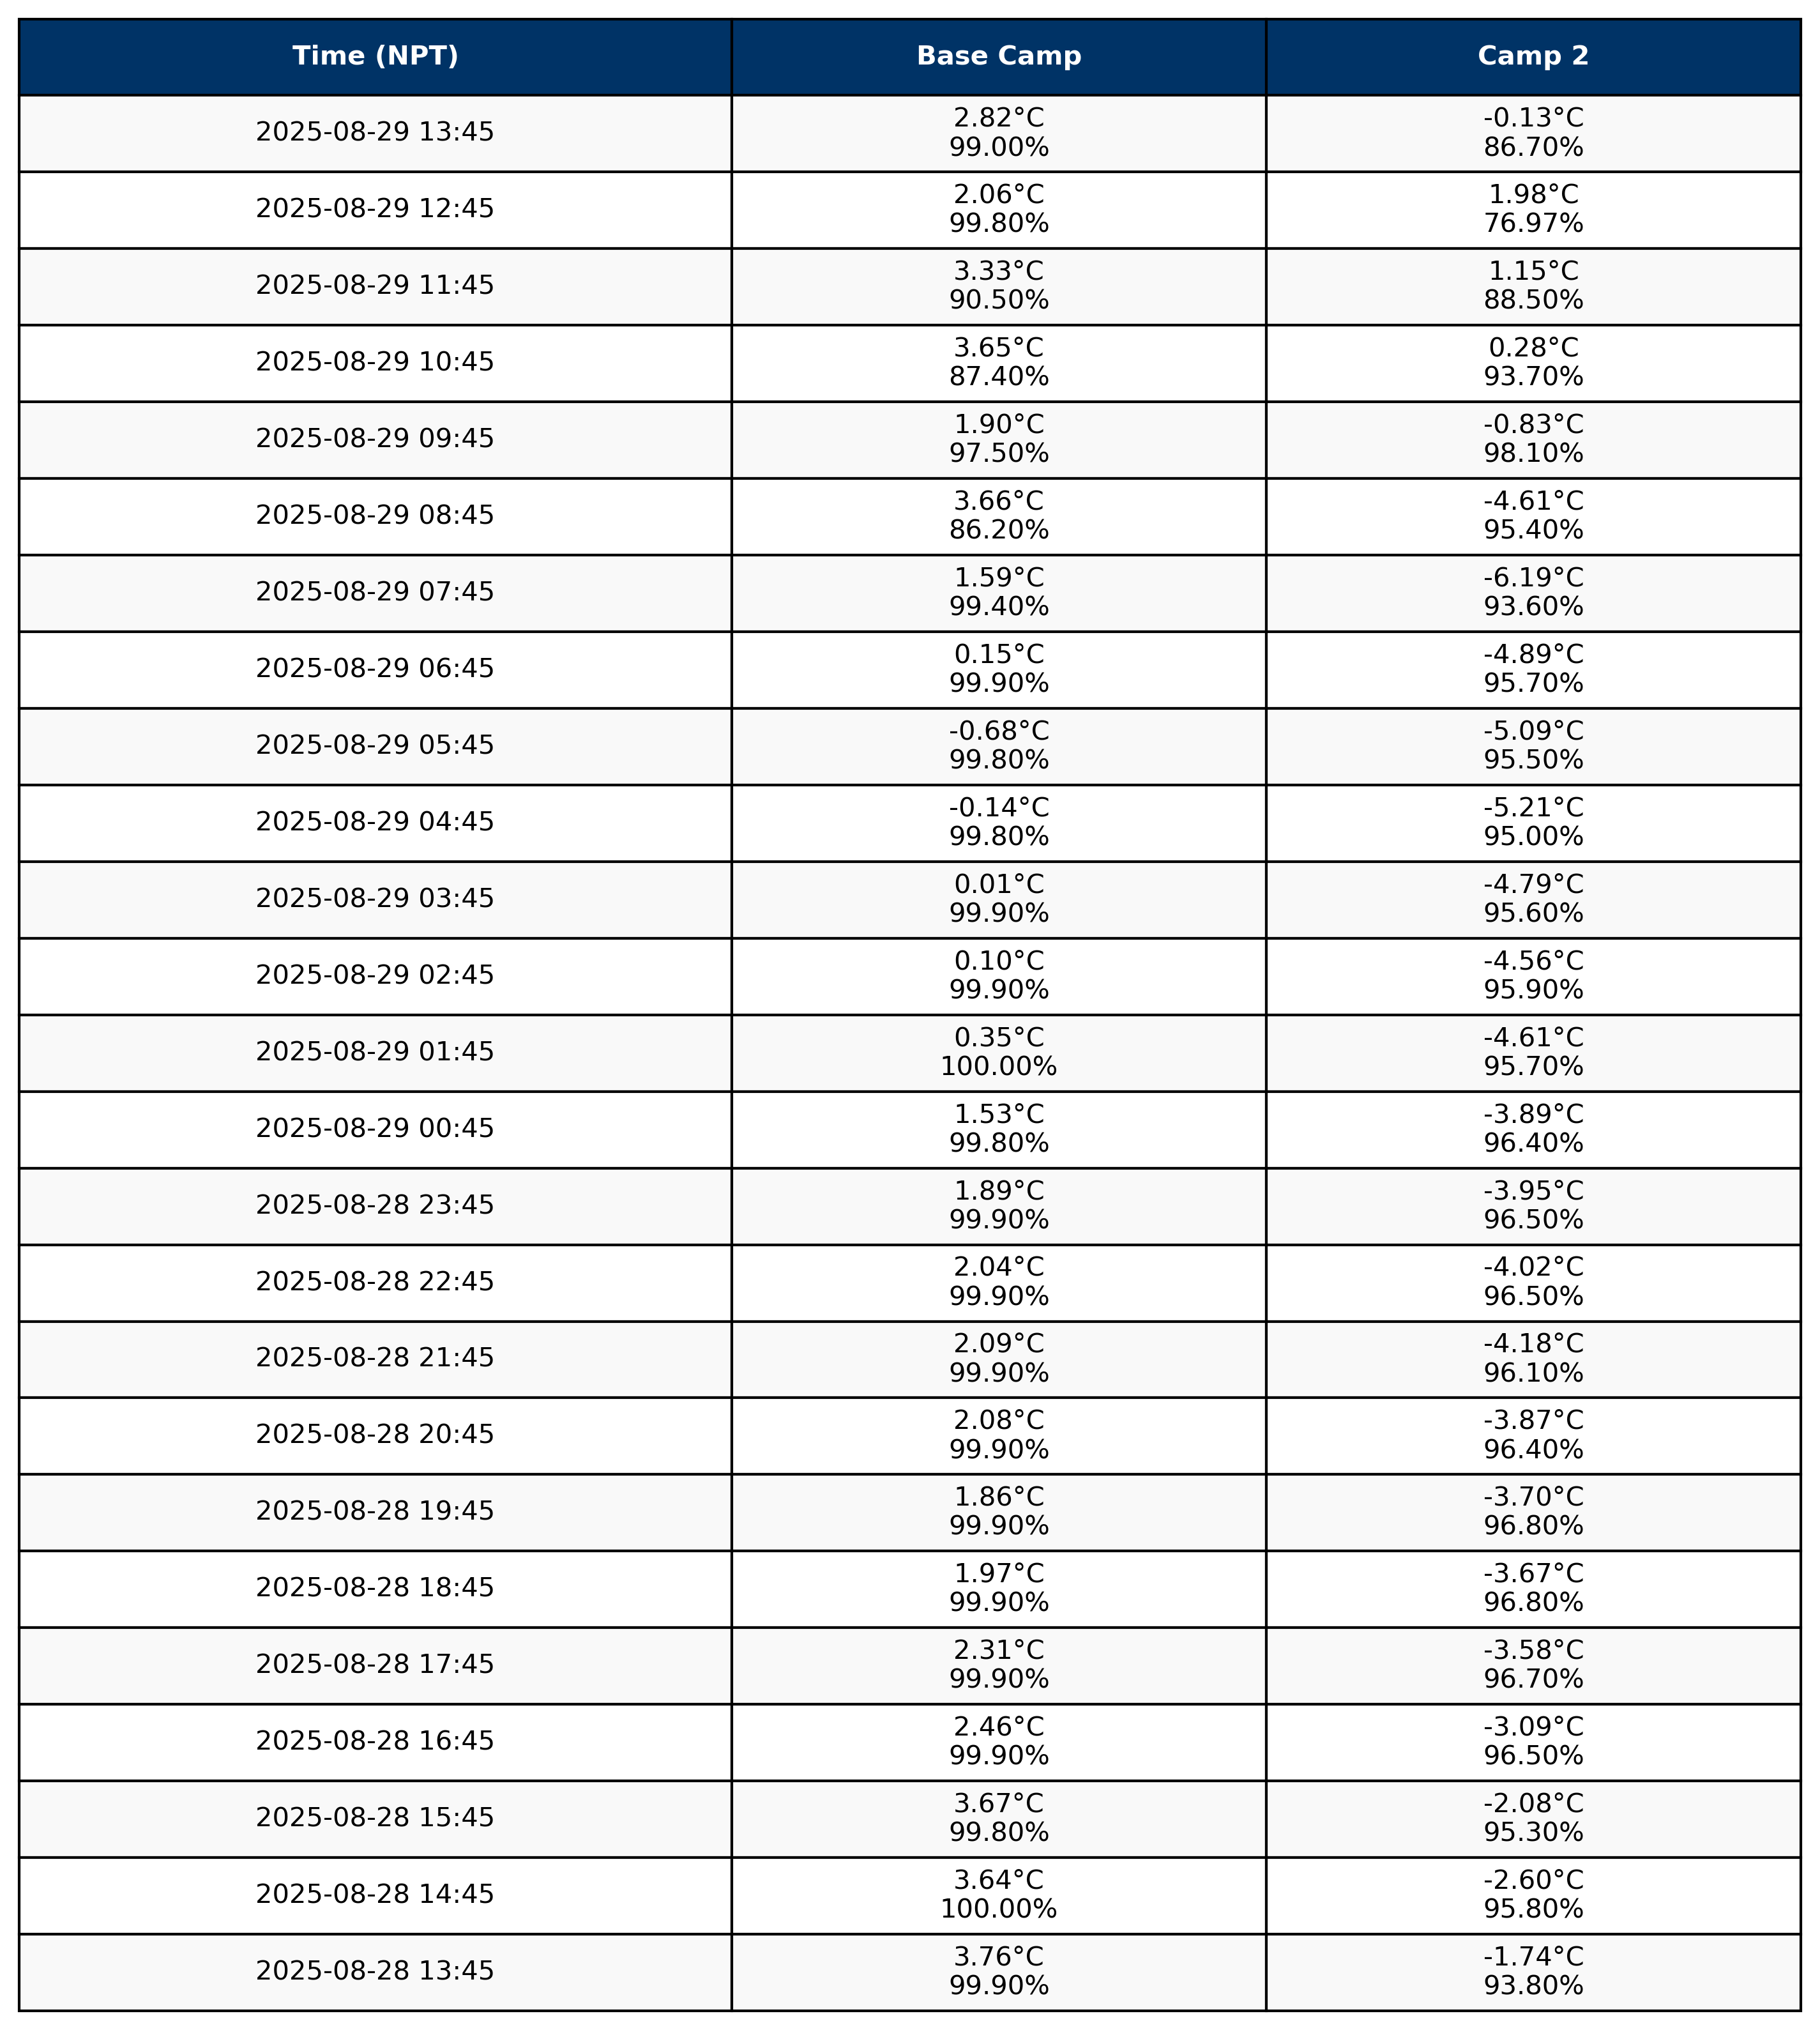 Time (NPT) Base Camp Camp 2
2.82°C -0.13°C
2025-08-29 13:45
99.00% 86.70%
2.06°C 1.98°C
2025-08-29 12:45
99.80% 76.97%
3.33°C 1.15°C
2025-08-29 11:45
90.50% 88.50%
3.65°C 0.28°C
2025-08-29 10:45
87.40% 93.70%
1.90°C -0.83°C
2025-08-29 09:45
97.50% 98.10%
3.66°C -4.61°C
2025-08-29 08:45
86.20% 95.40%
1.59°C -6.19°C
2025-08-29 07:45
99.40% 93.60%
0.15°C -4.89°C
2025-08-29 06:45
99.90% 95.70%
-0.68°C -5.09°C
2025-08-29 05:45
99.80% 95.50%
-0.14°C -5.21°C
2025-08-29 04:45
99.80% 95.00%
0.01°C -4.79°C
2025-08-29 03:45
99.90% 95.60%
0.10°C -4.56°C
2025-08-29 02:45
99.90% 95.90%
0.35°C -4.61°C
2025-08-29 01:45
100.00% 95.70%
1.53°C -3.89°C
2025-08-29 00:45
99.80% 96.40%
1.89°C -3.95°C
2025-08-28 23:45
99.90% 96.50%
2.04°C -4.02°C
2025-08-28 22:45
99.90% 96.50%
2.09°C -4.18°C
2025-08-28 21:45
99.90% 96.10%
2.08°C -3.87°C
2025-08-28 20:45
99.90% 96.40%
1.86°C -3.70°C
2025-08-28 19:45
99.90% 96.80%
1.97°C -3.67°C
2025-08-28 18:45
99.90% 96.80%
2.31°C -3.58°C
2025-08-28 17:45
99.90% 96.70%
2.46°C -3.09°C
2025-08-28 16:45
99.90% 96.50%
3.67°C -2.08°C
2025-08-28 15:45
99.80% 95.30%
3.64°C -2.60°C
2025-08-28 14:45
100.00% 95.80%
3.76°C -1.74°C
2025-08-28 13:45
99.90% 93.80%